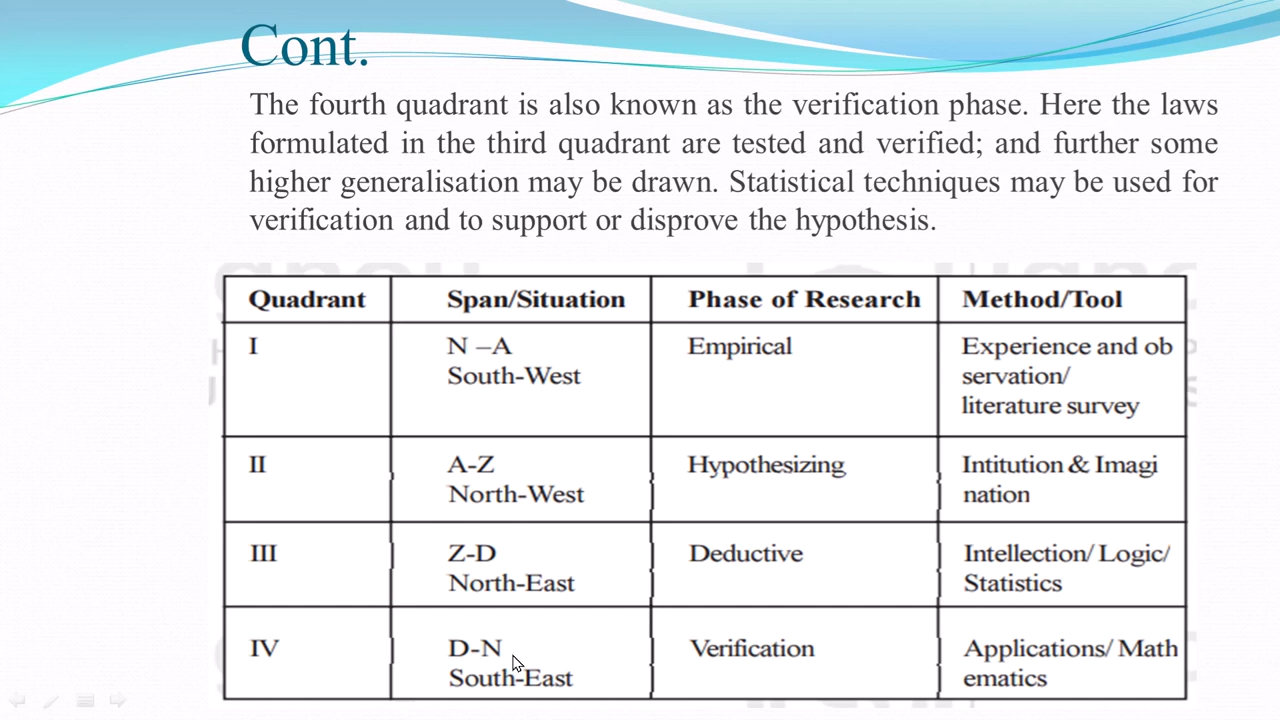 Cont.
The fourth quadrant is also known as the verification phase. Here the laws
formulated in the third quadrant are tested and verified; and further some
higher generalisation may be drawn. Statistical techniques may be used for
verification and to support or disprove the hypothesis.
Quadrant Span/Situation Phase of Research Method/Tool
I N –A Empirical Experience and ob
South-West servation/
literature survey
II A-Z Hypothesizing Intitution & Imagi
North-West nation
III Z-D Deductive Intellection/ Logic/
North-East Statistics
IV D-N Verification Applications/ Math
South-East ematics